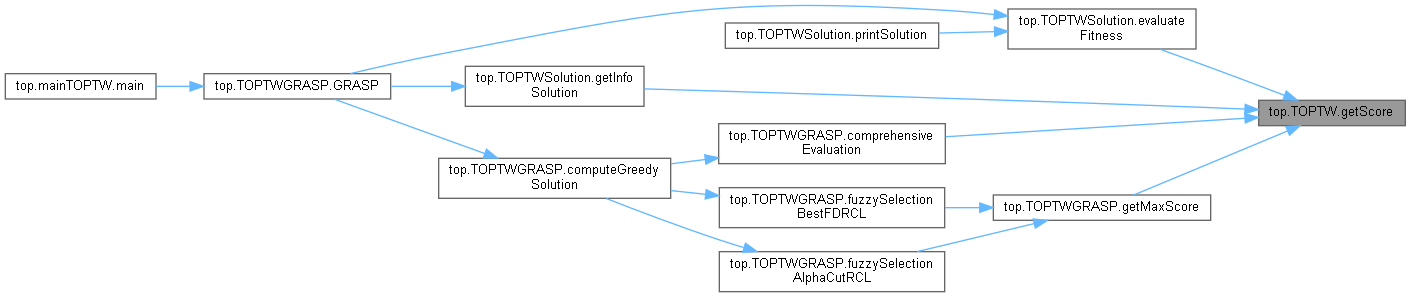 top.TOPTWSolution.evaluate
Fitness
top.TOPTWSolution.printSolution
top.mainTOPTW.main
top.TOPTWGRASP.GRASP
top.TOPTWSolution.getInfo
Solution
top.TOPTW.getScore
top.TOPTWGRASP.comprehensive
Evaluation
top.TOPTWGRASP.computeGreedy
Solution
top.TOPTWGRASP.fuzzySelection
BestFDRCL
top.TOPTWGRASP.getMaxScore
top.TOPTWGRASP.fuzzySelection
AlphaCutRCL